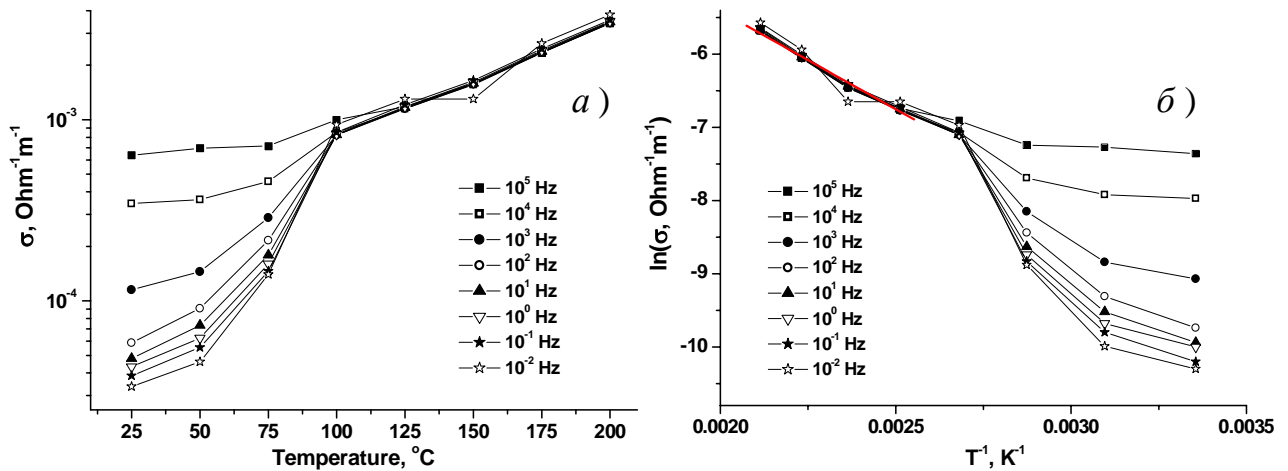 а)
σ, Ohm⁻¹m⁻¹
10⁻³
10⁻⁴
10⁵ Hz
10⁴ Hz
10³ Hz
10² Hz
10¹ Hz
10⁰ Hz
10⁻¹ Hz
10⁻² Hz
25 50 75 100 125 150 175 200
Temperature, °C
б)
ln(σ, Ohm⁻¹m⁻¹)
-6
-7
-8
-9
-10
10⁵ Hz
10⁴ Hz
10³ Hz
10² Hz
10¹ Hz
10⁰ Hz
10⁻¹ Hz
10⁻² Hz
0.0020 0.0025 0.0030 0.0035
T⁻¹, K⁻¹